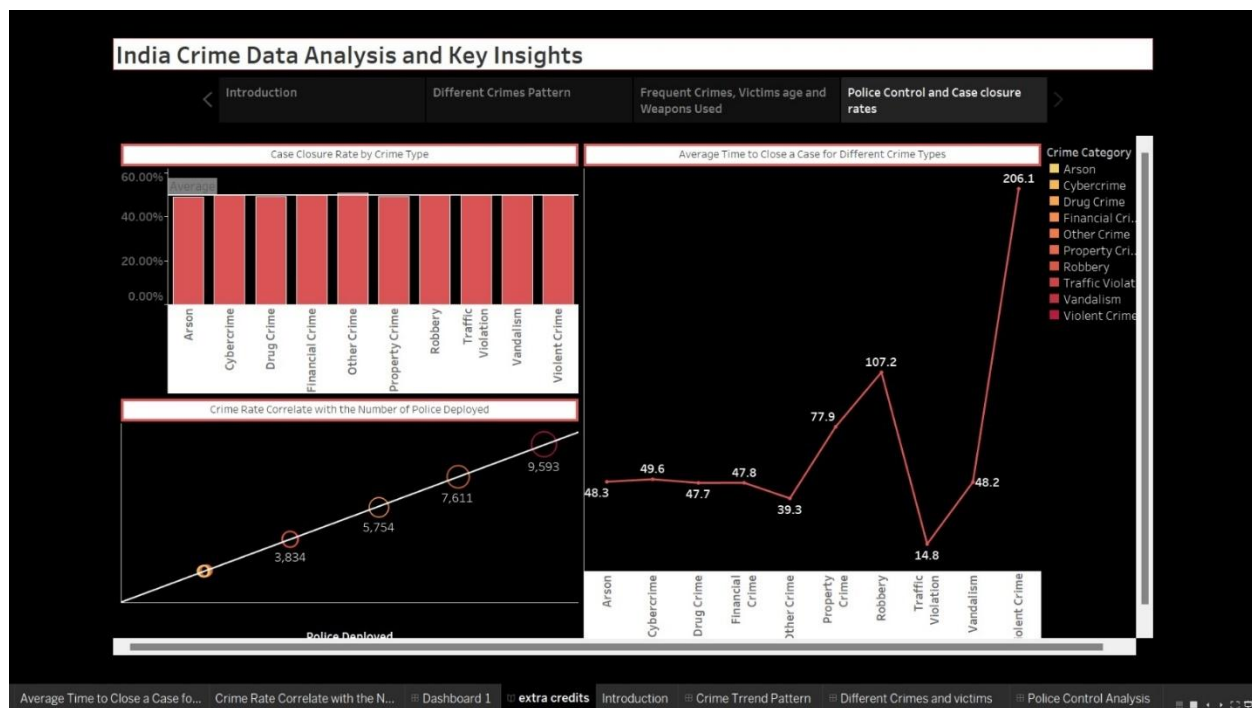 India Crime Data Analysis and Key Insights
Introduction
Different Crimes Pattern
Frequent Crimes, Victims age and
Weapons Used
Police Control and Case closure
rates
Case Closure Rate by Crime Type
60.00%
40.00%
20.00%
0.00%
Average
Arson
Cybercrime
Drug Crime
Financial Crime
Other Crime
Property Crime
Robbery
Traffic
Violation
Vandalism
Violent Crime
Crime Rate Correlate with the Number of Police Deployed
9,593
7,611
5,754
3,834
Police Deployed
Average Time to Close a Case for Different Crime Types
48.3
49.6
47.7
47.8
39.3
77.9
107.2
14.8
48.2
206.1
Arson
Cybercrime
Drug Crime
Financial
Crime
Other Crime
Property
Crime
Robbery
Traffic
Violation
Vandalism
Violent Crime
Crime Category
Arson
Cybercrime
Drug Crime
Financial Cri..
Other Crime
Property Cri..
Robbery
Traffic Violat
Vandalism
Violent Crime
Average Time to Close a Case fo... Crime Rate Correlate with the N... Dashboard 1 extra credits Introduction Crime Trrend Pattern Different Crimes and victims Police Control Analysis